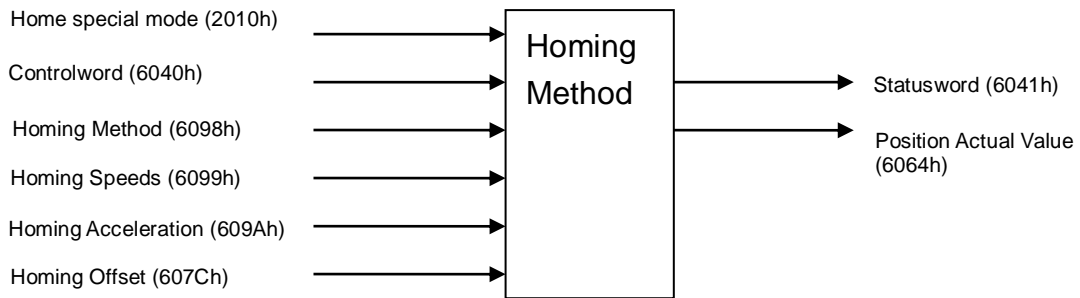 Home special mode (2010h)
Controlword (6040h)
Homing Method (6098h)
Homing Speeds (6099h)
Homing Acceleration (609Ah)
Homing Offset (607Ch)
Homing
Method
Statusword (6041h)
Position Actual Value
(6064h)